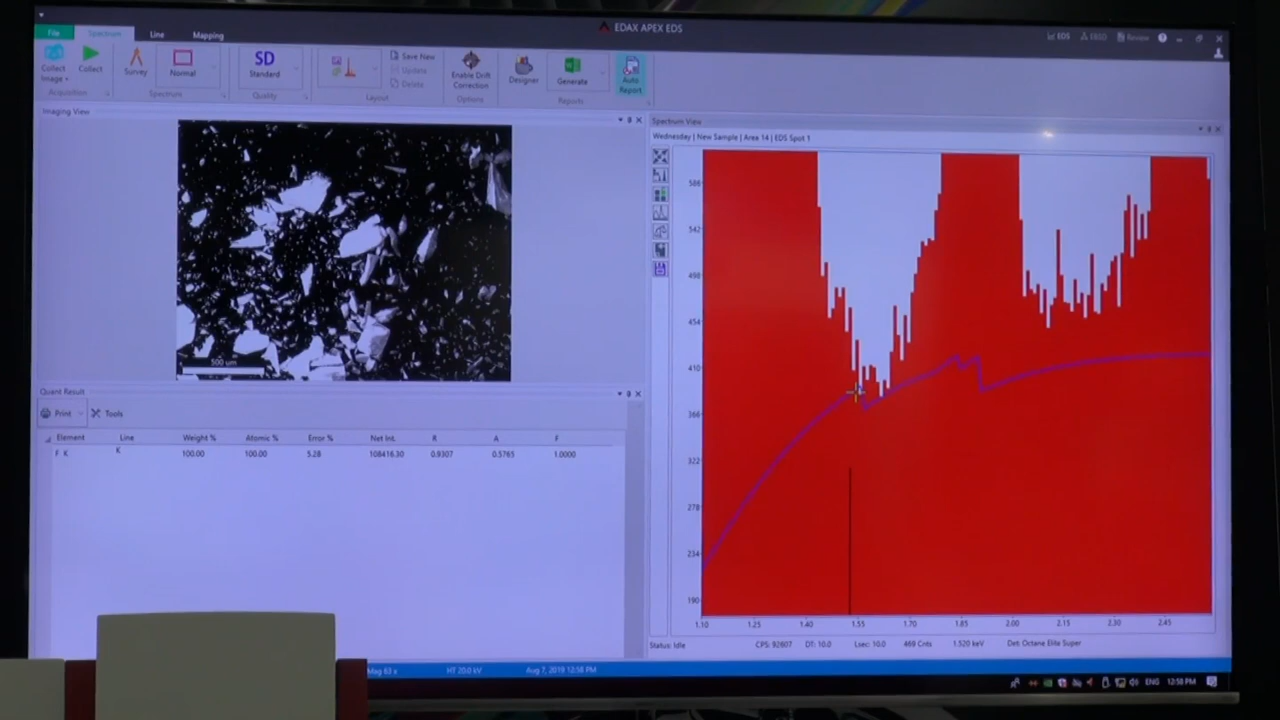 EDAX APEX EDS
File Spectrum Line Mapping
EDS EBSD Review
Collect Image
Collect
Survey
Normal
SD
Standard
Save New
Update
Delete
Enable Drift Correction
Designer
Generate
Auto Report
Acquisition Spectrum Quality Layout Options Reports
Imaging View
500 um
Quant Result
Print Tools
Element Line Weight % Atomic % Error % Net Int. R A F
F K K 100.00 100.00 5.28 108416.30 0.9307 0.5765 1.0000
Spectrum View
Wednesday | New Sample | Area 14 | EDS Spot 1
586
542
498
454
410
366
322
278
234
190
1.10 1.25 1.40 1.55 1.70 1.85 2.00 2.15 2.30 2.45
Status: Idle CPS: 92807 DT: 10.0 Lsec: 10.0 469 Cnts 1.520 keV Det: Octane Elite Super
Mag 63 x HT 20.0 kV Aug 7, 2019 12:58 PM
ENG 12:58 PM